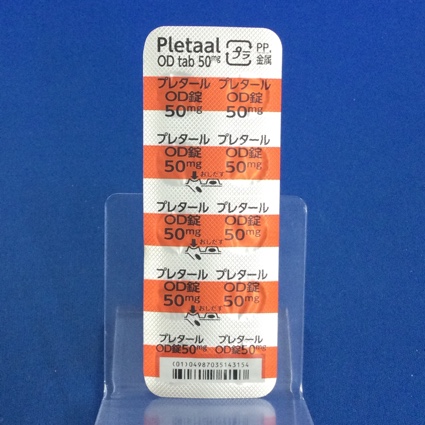 Pletaal
OD tab 50mg
プラ
PP,
金属
プレタール プレタール
OD錠 OD錠
50mg 50mg
プレタール プレタール
OD錠 OD錠
50mg 50mg
おしだす
プレタール プレタール
OD錠 OD錠
50mg 50mg
おしだす
プレタール プレタール
OD錠 OD錠
50mg 50mg
おしだす
プレタール プレタール
OD錠50mg OD錠50mg
(01)04987035143154